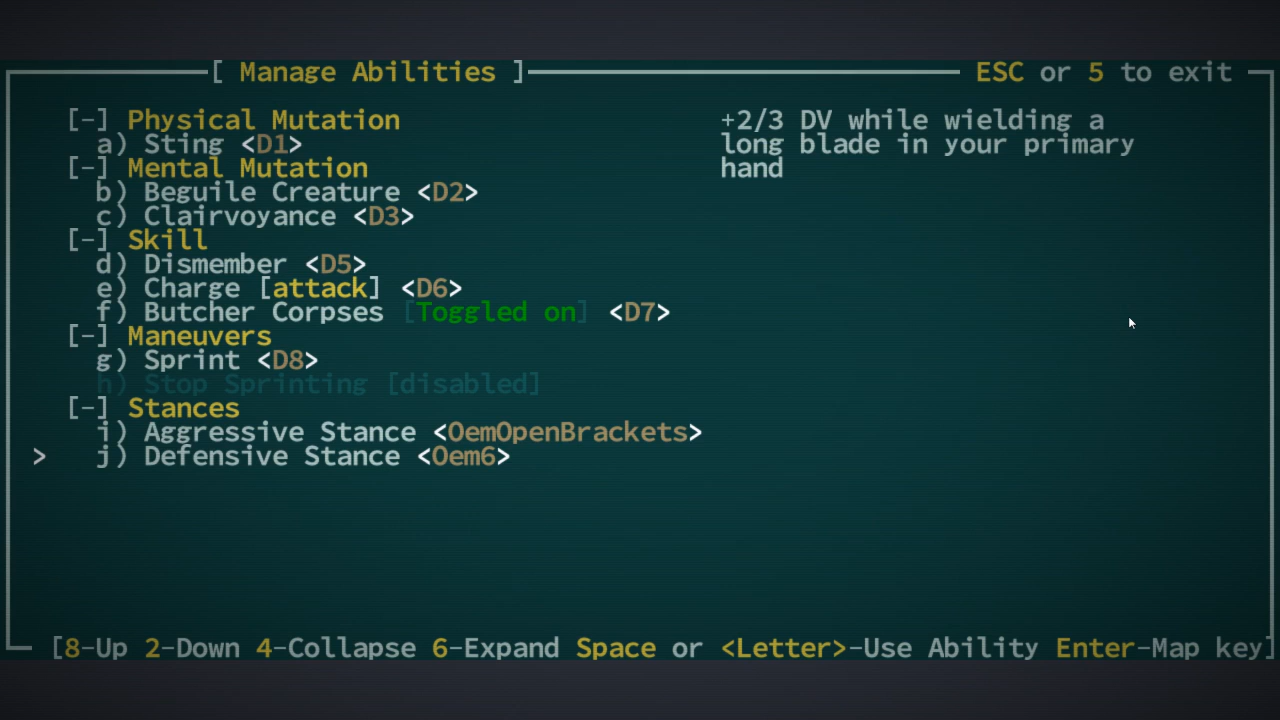 [ Manage Abilities ] ESC or 5 to exit
[-] Physical Mutation
a) Sting <D1>
[-] Mental Mutation
b) Beguile Creature <D2>
c) Clairvoyance <D3>
[-] Skill
d) Dismember <D5>
e) Charge [attack] <D6>
f) Butcher Corpses [Toggled on] <D7>
[-] Maneuvers
g) Sprint <D8>
h) Stop Sprinting [disabled]
[-] Stances
i) Aggressive Stance <OemOpenBrackets>
> j) Defensive Stance <Oem6>
+2/3 DV while wielding a
long blade in your primary
hand
[8-Up 2-Down 4-Collapse 6-Expand Space or <Letter>-Use Ability Enter-Map key]